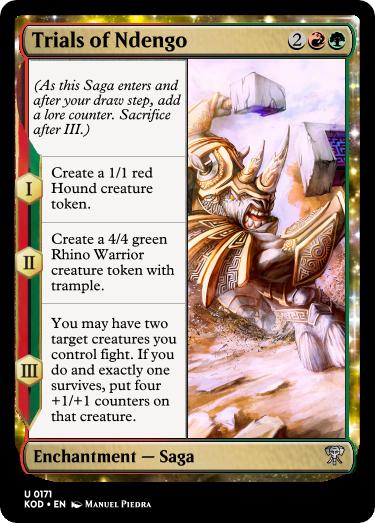 Trials of Ndengo 2
(As this Saga enters and
after your draw step, add
a lore counter. Sacrifice
after III.)
I
Create a 1/1 red
Hound creature
token.
II
Create a 4/4 green
Rhino Warrior
creature token with
trample.
III
You may have two
target creatures you
control fight. If you
do and exactly one
survives, put four
+1/+1 counters on
that creature.
Enchantment — Saga
U 0171
KOD • EN Manuel Piedra